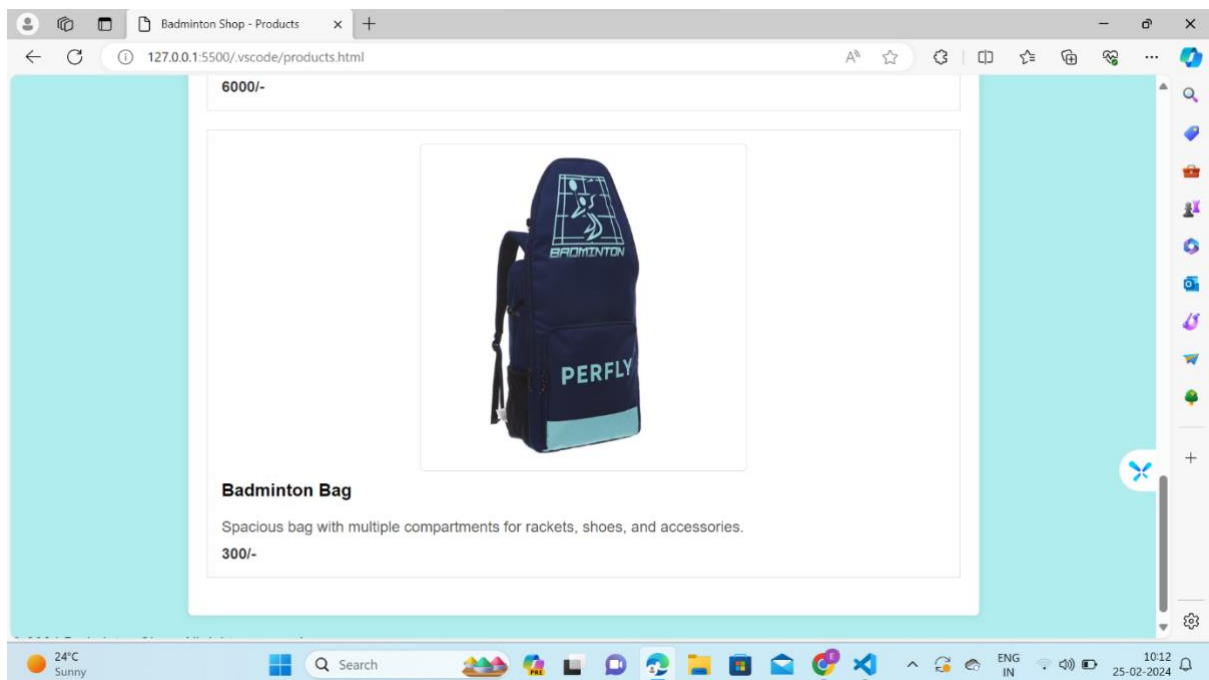 Badminton Shop - Products
127.0.0.1:5500/.vscode/products.html
6000/-
BADMINTON
PERFLY
Badminton Bag
Spacious bag with multiple compartments for rackets, shoes, and accessories.
300/-
24°C
Sunny
Search
PRE
ENG
IN
10:12
25-02-2024